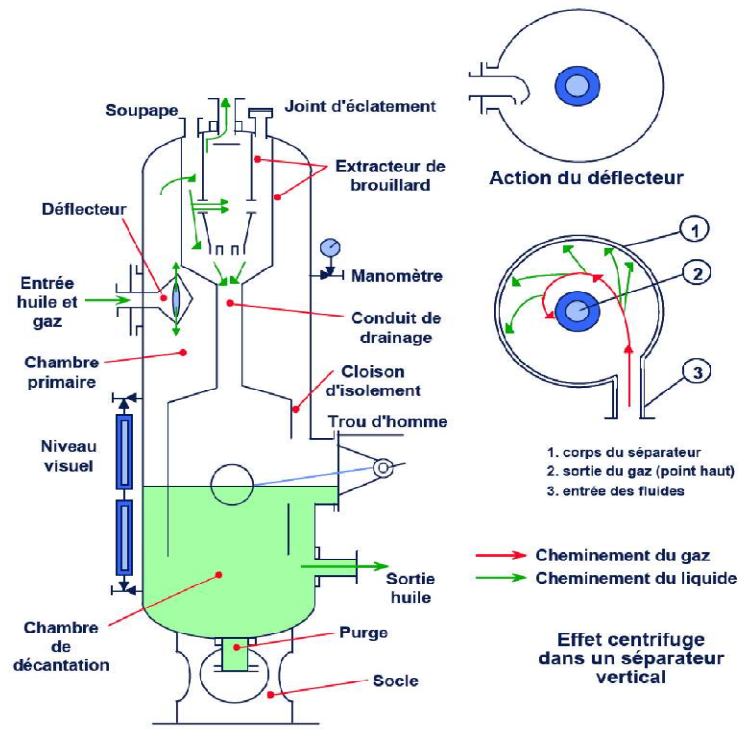 Soupape
Joint d'éclatement
Extracteur de
brouillard
Déflecteur
Entrée
huile et
gaz
Manomètre
Conduit de
drainage
Chambre
primaire
Cloison
d'isolement
Trou d'homme
Niveau
visuel
Sortie
huile
Chambre
de
décantation
Purge
Socle
Action du déflecteur
1
2
3
1. corps du séparateur
2. sortie du gaz (point haut)
3. entrée des fluides
Cheminement du gaz
Cheminement du liquide
Effet centrifuge
dans un séparateur
vertical